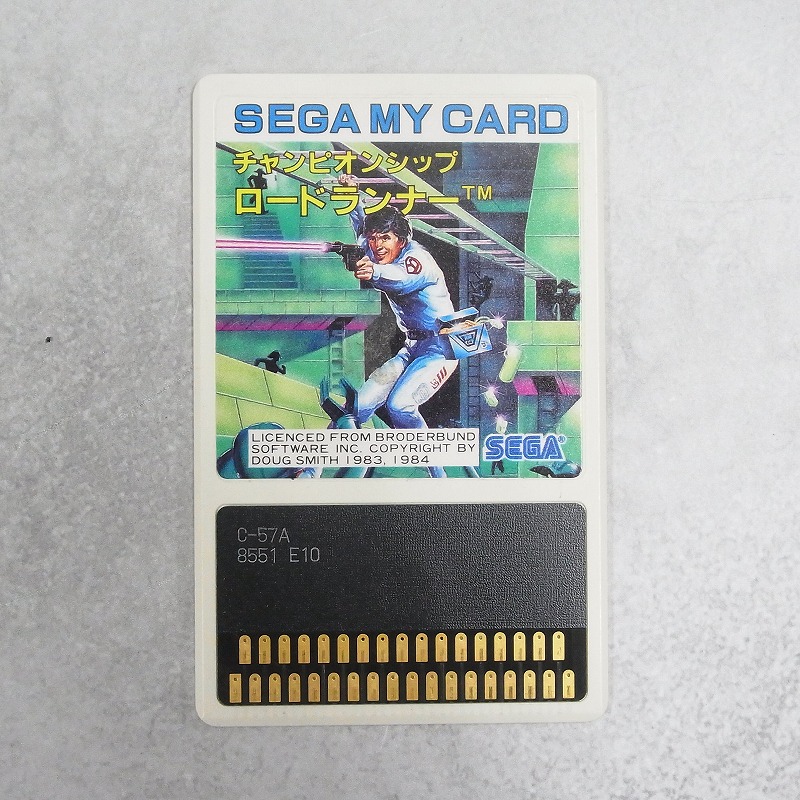 SEGA MY CARD
チャンピオンシップ
ロードランナー™
LICENCED FROM BRODERBUND
SOFTWARE INC. COPYRIGHT BY
DOUG SMITH 1983, 1984
SEGA®
C-57A
8551 E10